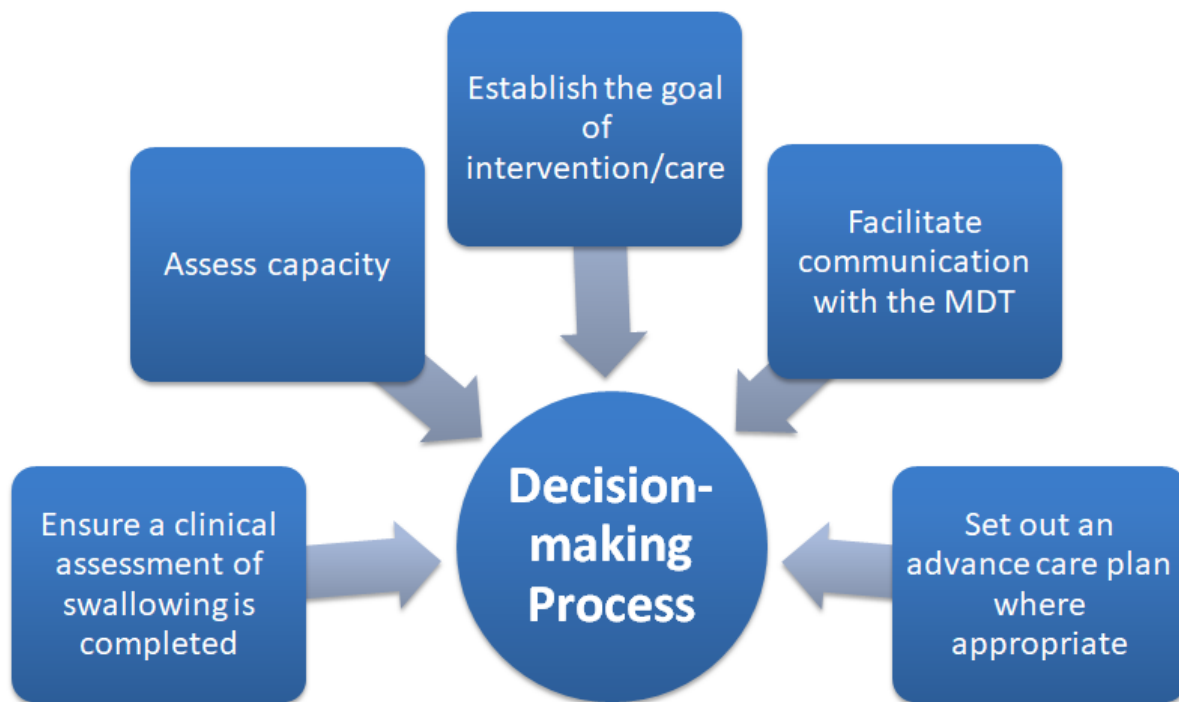 Establish the goal
of
intervention/care
Assess capacity
Facilitate
communication
with the MDT
Ensure a clinical
assessment of
swallowing is
completed
Decision-
making
Process
Set out an
advance care plan
where
appropriate